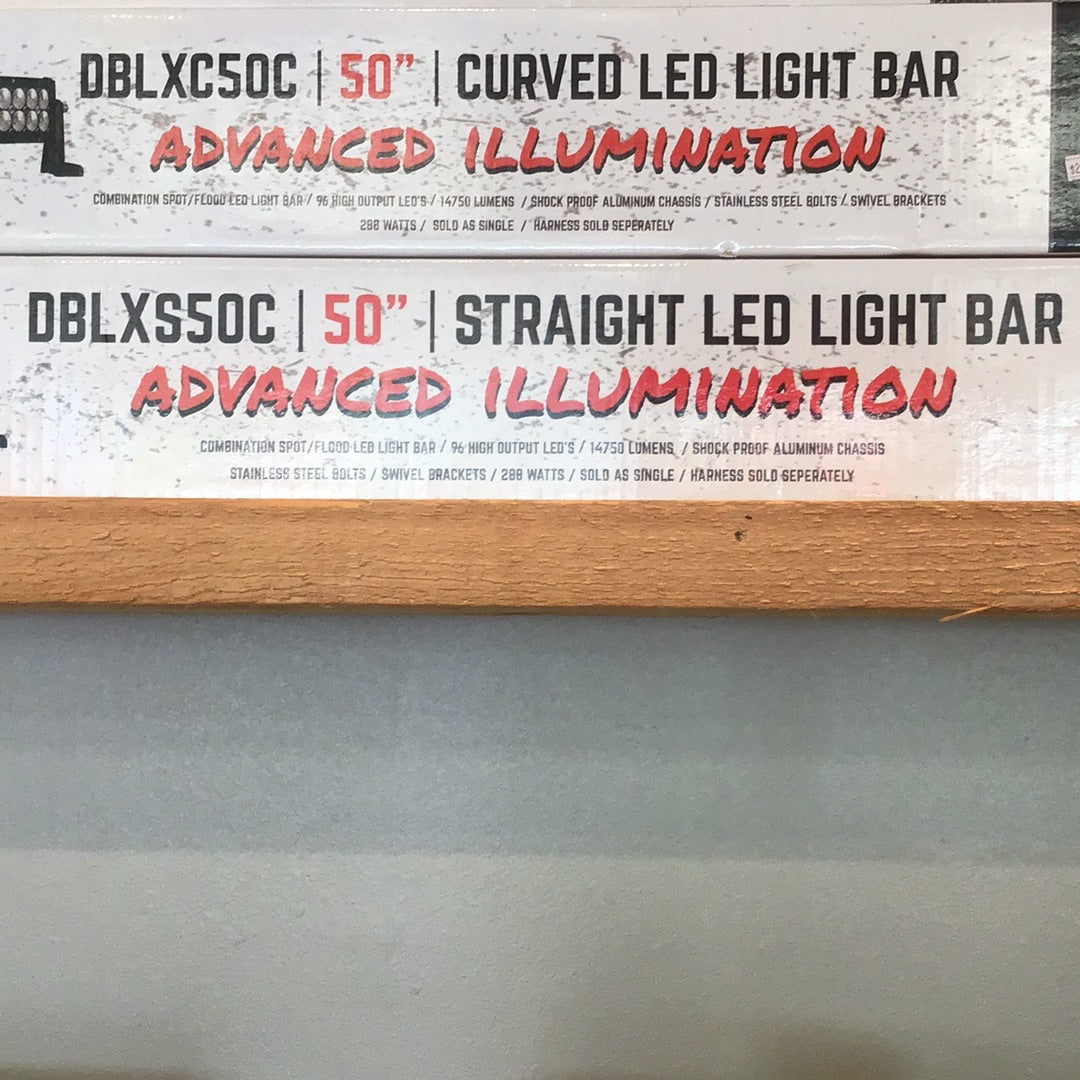 DBLXC50C | 50” | CURVED LED LIGHT BAR
ADVANCED ILLUMINATION
COMBINATION SPOT/FLOOD LED LIGHT BAR / 96 HIGH OUTPUT LED'S / 14750 LUMENS / SHOCK PROOF ALUMINUM CHASSIS / STAINLESS STEEL BOLTS / SWIVEL BRACKETS
288 WATTS / SOLD AS SINGLE / HARNESS SOLD SEPERATELY
DBLXS50C | 50” | STRAIGHT LED LIGHT BAR
ADVANCED ILLUMINATION
COMBINATION SPOT/FLOOD LED LIGHT BAR / 96 HIGH OUTPUT LED'S / 14750 LUMENS / SHOCK PROOF ALUMINUM CHASSIS
STAINLESS STEEL BOLTS / SWIVEL BRACKETS / 288 WATTS / SOLD AS SINGLE / HARNESS SOLD SEPERATELY